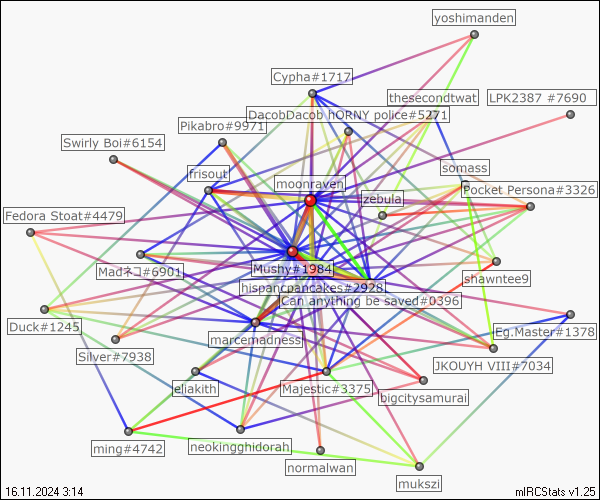 yoshimanden
Cypha#1717
thesecondtwat
LPK2387 #7690
DacobDacob hORNY police#5271
Pikabro#9971
Swirly Boi#6154
somass
frisout
moonraven
Pocket Persona#3326
zebula
Fedora Stoat#4479
Madネコ#6901
Mushy#1984
shawntee9
hispancpancakes#2928
Can anything be saved#0396
Duck#1245
marcemadness
Eg.Master#1378
Silver#7938
JKOUYH VIII#7034
eliakith
Majestic#3375
bigcitysamurai
ming#4742
neokingghidorah
normalwan
mukszi
16.11.2024 3:14
mIRCStats v1.25